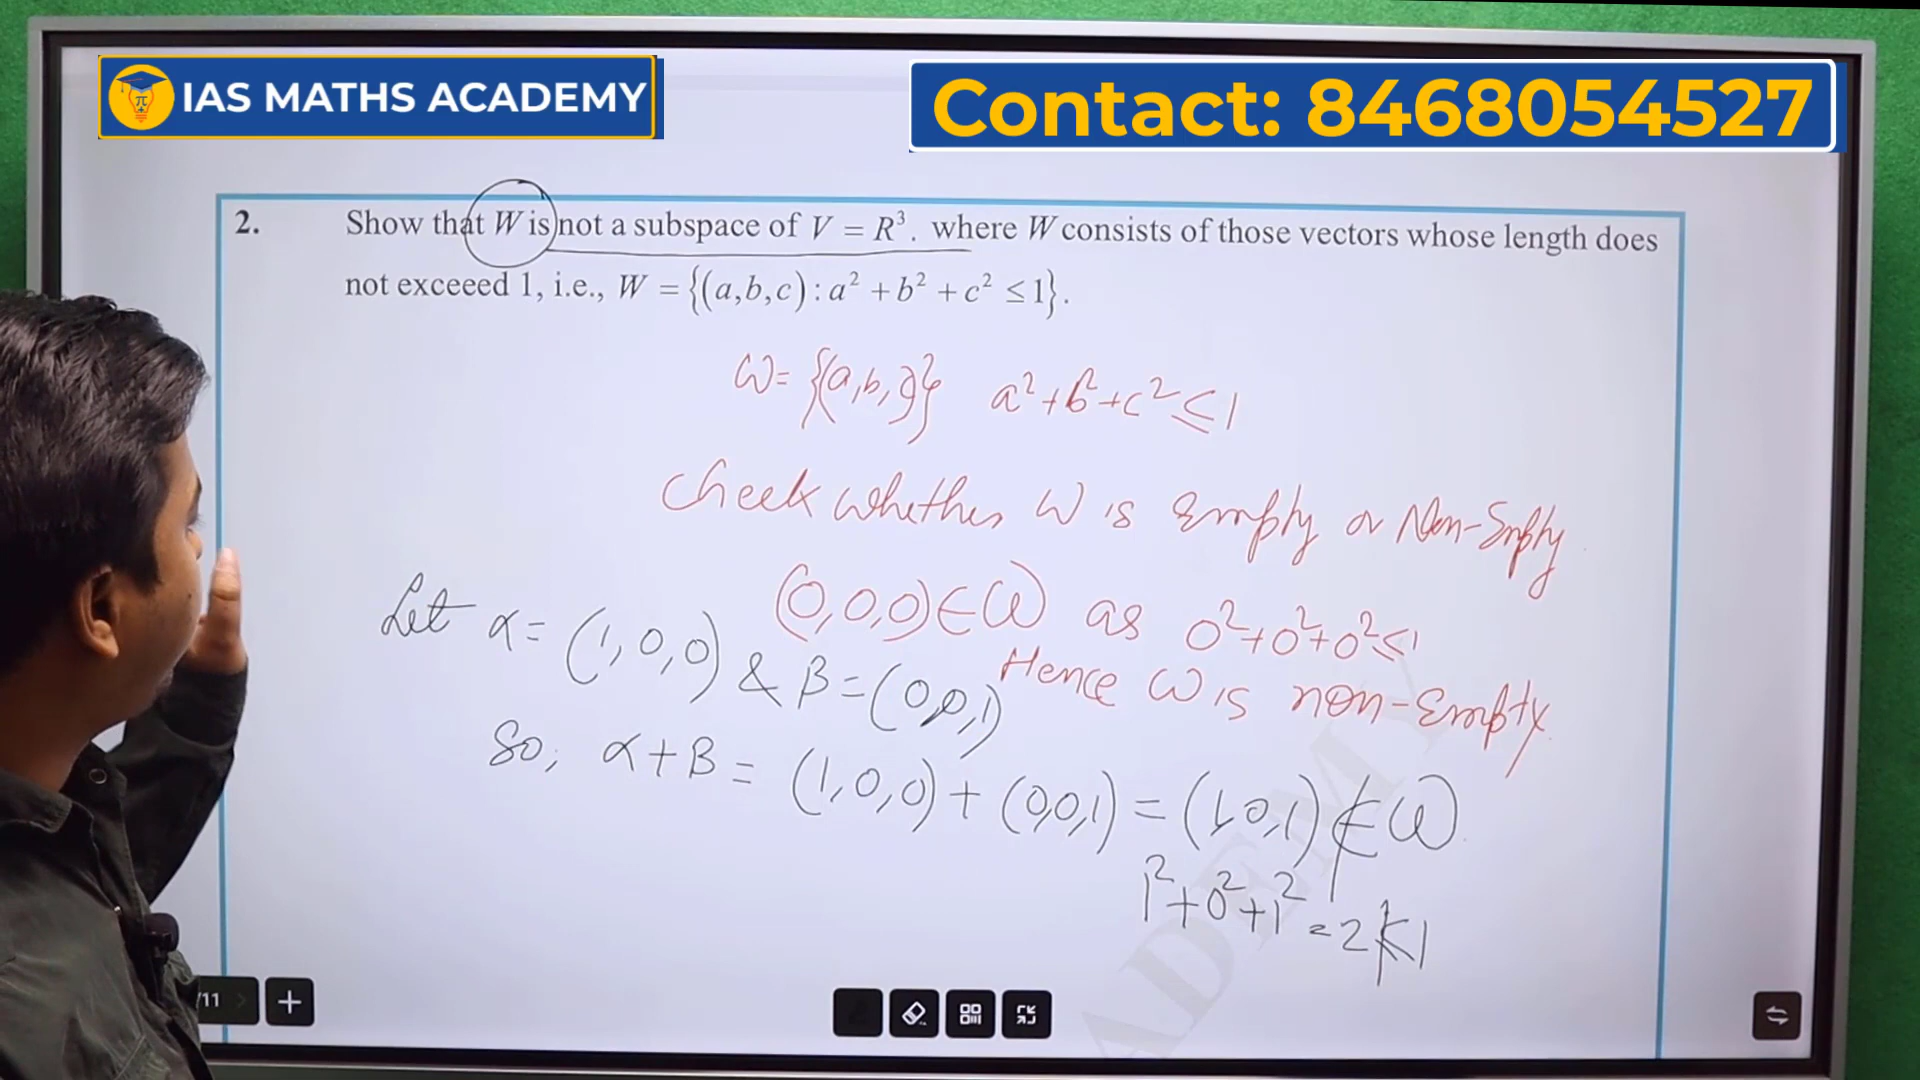 IAS MATHS ACADEMY
Contact: 8468054527
2. Show that W is not a subspace of V = R³. where W consists of those vectors whose length does
not exceeed 1, i.e., W = {(a,b,c) : a² + b² + c² ≤ 1}.
W = {(a,b,c)} a²+b²+c² ≤ 1
Check whether W is Empty or Non-Empty
(0,0,0) ∈ W as 0²+0²+0² ≤ 1
Hence W is non-Empty.
Let α = (1,0,0) & β = (0,0,1)
So, α+β = (1,0,0) + (0,0,1) = (1,0,1) ∉ W.
1²+0²+1² = 2 ≰ 1
/11
ADEMY